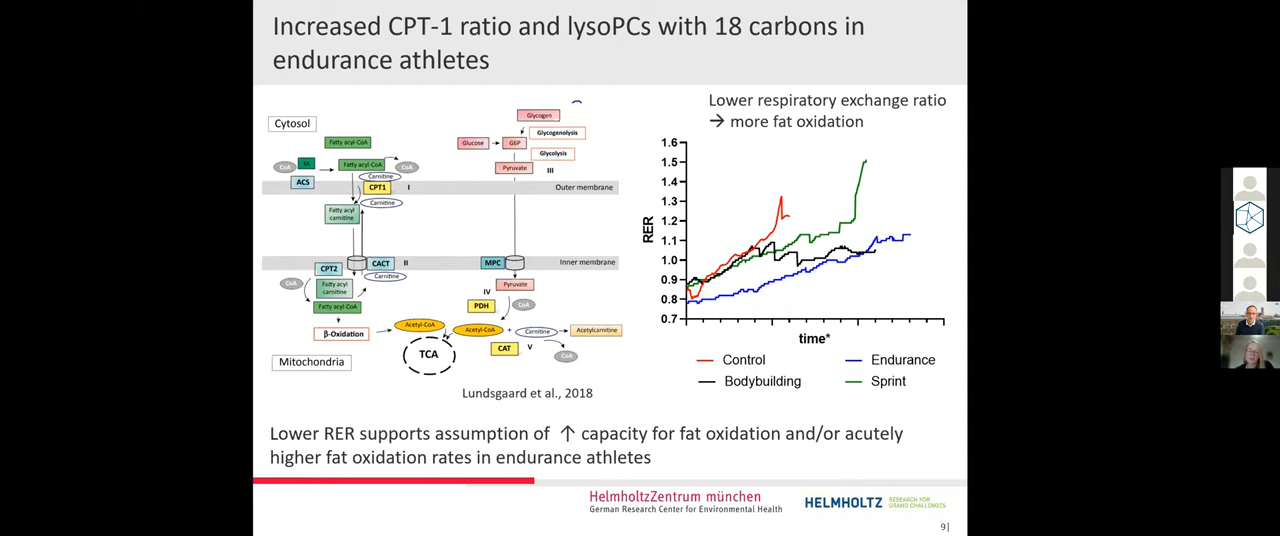 Increased CPT-1 ratio and lysoPCs with 18 carbons in
endurance athletes
Cytosol
Fatty acyl-CoA
CoA
FA
Fatty acyl-CoA
CoA
ACS
Carnitine
CPT1
I
Outer membrane
Carnitine
Fatty acyl
carnitine
Glycogen
Glycogenolysis
Glucose
G6P
Glycolysis
Pyruvate
III
Inner membrane
CPT2
CACT
II
Carnitine
CoA
Fatty acyl
carnitine
Fatty acyl-CoA
MPC
Pyruvate
IV
PDH
CoA
β-Oxidation
Acetyl-CoA
Acetyl-CoA
+
Carnitine
Acetylcarnitine
CAT
V
CoA
TCA
Mitochondria
Lundsgaard et al., 2018
Lower respiratory exchange ratio
→ more fat oxidation
RER
1.6
1.5
1.4
1.3
1.2
1.1
1.0
0.9
0.8
0.7
time*
Control
Endurance
Bodybuilding
Sprint
Lower RER supports assumption of ↑ capacity for fat oxidation and/or acutely
higher fat oxidation rates in endurance athletes
HelmholtzZentrum münchen
German Research Center for Environmental Health
HELMHOLTZ
RESEARCH FOR
GRAND CHALLENGES
9|